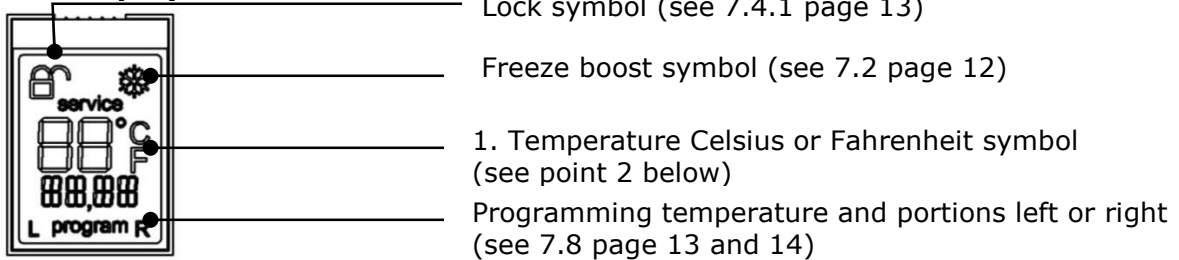 Lock symbol (see 7.4.1 page 13)
Freeze boost symbol (see 7.2 page 12)
service
88°C
F
1. Temperature Celsius or Fahrenheit symbol
(see point 2 below)
88,88
L program R
Programming temperature and portions left or right
(see 7.8 page 13 and 14)